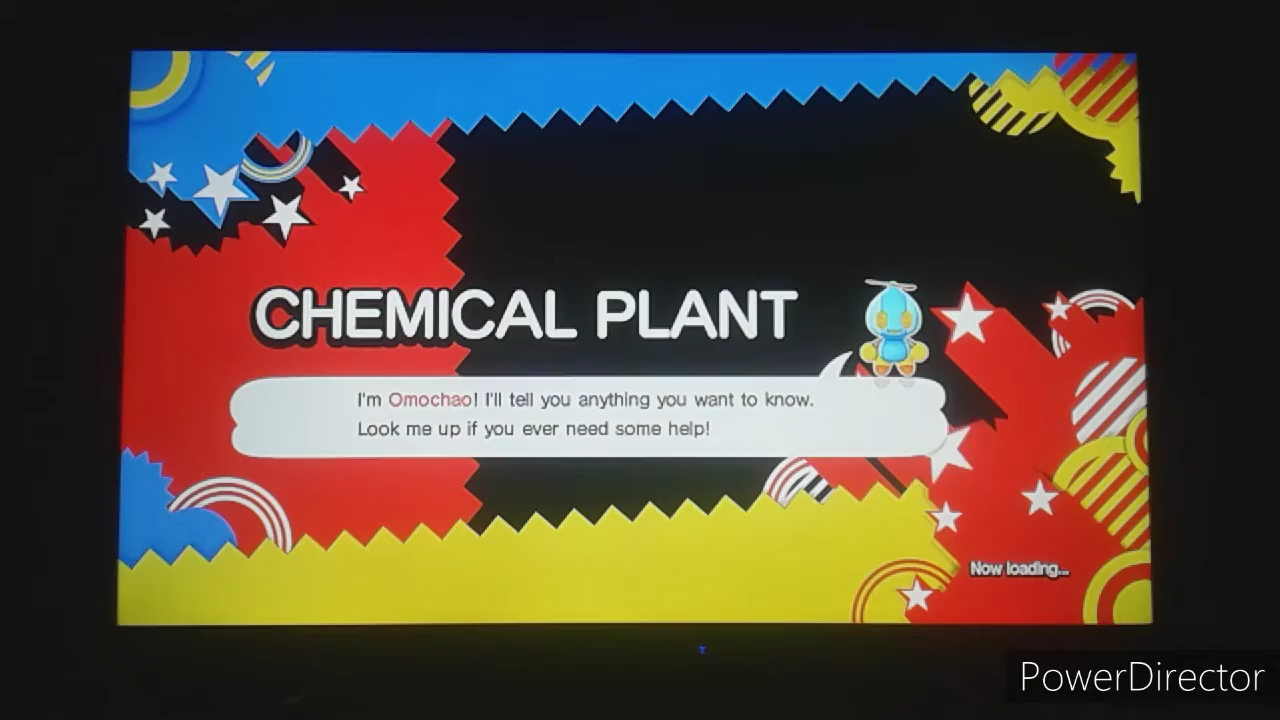 CHEMICAL PLANT
I'm Omochao! I'll tell you anything you want to know.
Look me up if you ever need some help!
Now loading...
PowerDirector